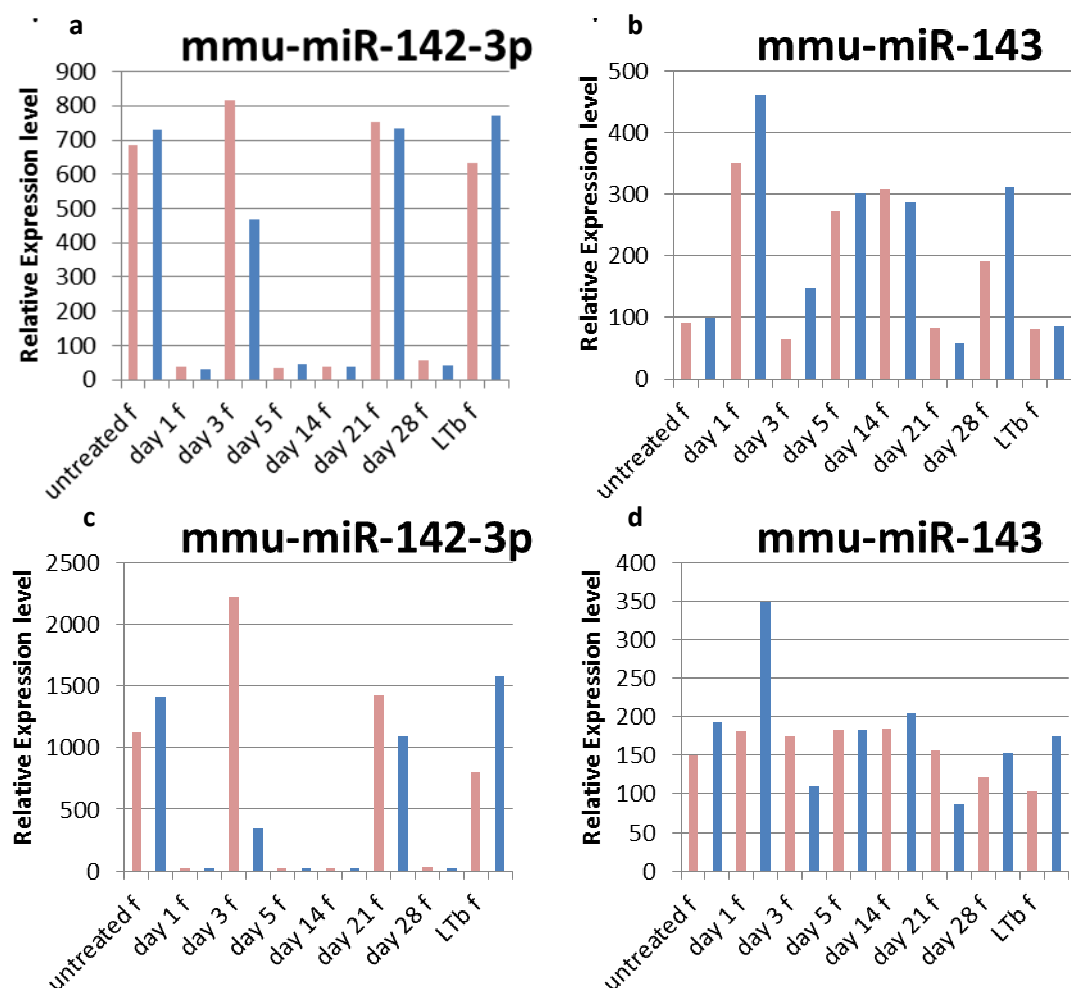 a
mmu-miR-142-3p
Relative Expression level
900
800
700
600
500
400
300
200
100
0
untreated f
day 1 f
day 3 f
day 5 f
day 14 f
day 21 f
day 28 f
LTb f
b
mmu-miR-143
Relative Expression level
500
400
300
200
100
0
untreated f
day 1 f
day 3 f
day 5 f
day 14 f
day 21 f
day 28 f
LTb f
c
mmu-miR-142-3p
Relative Expression level
2500
2000
1500
1000
500
0
untreated f
day 1 f
day 3 f
day 5 f
day 14 f
day 21 f
day 28 f
LTb f
d
mmu-miR-143
Relative Expression level
400
350
300
250
200
150
100
50
0
untreated f
day 1 f
day 3 f
day 5 f
day 14 f
day 21 f
day 28 f
LTb f